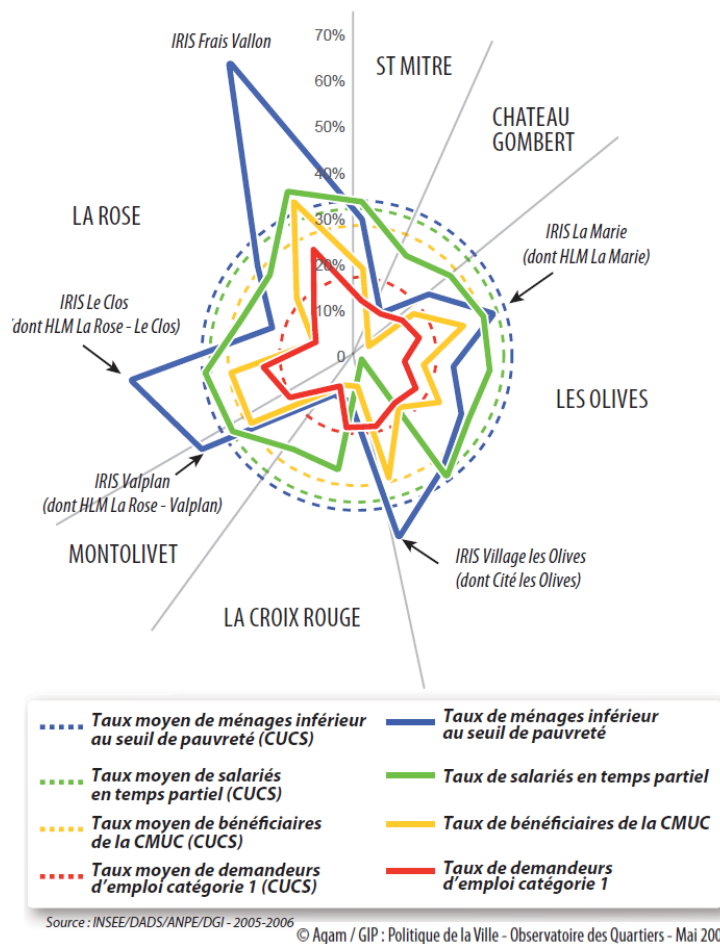 70%
IRIS Frais Vallon
ST MITRE
60%
CHATEAU
GOMBERT
50%
40%
LA ROSE
30%
IRIS La Marie
(dont HLM La Marie)
20%
IRIS Le Clos
(dont HLM La Rose - Le Clos)
10%
0
LES OLIVES
IRIS Valplan
(dont HLM La Rose - Valplan)
MONTOLIVET
IRIS Village les Olives
(dont Cité les Olives)
LA CROIX ROUGE
Taux moyen de ménages inférieur
au seuil de pauvreté (CUCS)
Taux de ménages inférieur
au seuil de pauvreté
Taux moyen de salariés
en temps partiel (CUCS)
Taux de salariés en temps partiel
Taux moyen de bénéficiaires
de la CMUC (CUCS)
Taux de bénéficiaires de la CMUC
Taux moyen de demandeurs
d'emploi catégorie 1 (CUCS)
Taux de demandeurs
d'emploi catégorie 1
Source : INSEE/DADS/ANPE/DGI - 2005-2006
© Agam / GIP : Politique de la Ville - Observatoire des Quartiers - Mai 200